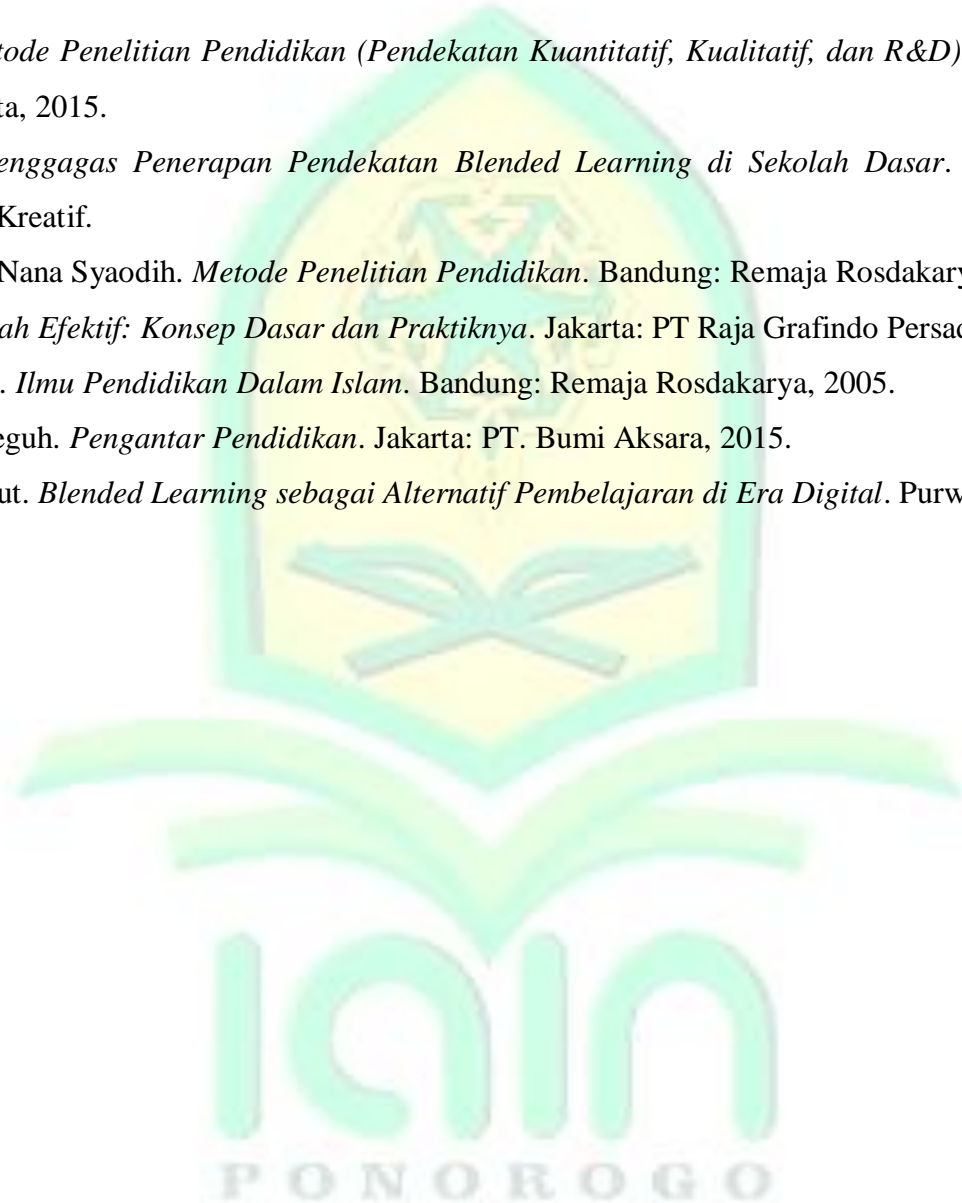 tode Penelitian Pendidikan (Pendekatan Kuantitatif, Kualitatif, dan R&D)
ta, 2015.
enggagas Penerapan Pendekatan Blended Learning di Sekolah Dasar.
Kreatif.
Nana Syaodih. Metode Penelitian Pendidikan. Bandung: Remaja Rosdakary
ah Efektif: Konsep Dasar dan Praktiknya. Jakarta: PT Raja Grafindo Persad
. Ilmu Pendidikan Dalam Islam. Bandung: Remaja Rosdakarya, 2005.
eguh. Pengantar Pendidikan. Jakarta: PT. Bumi Aksara, 2015.
ut. Blended Learning sebagai Alternatif Pembelajaran di Era Digital. Purw
iain
PONOROGO